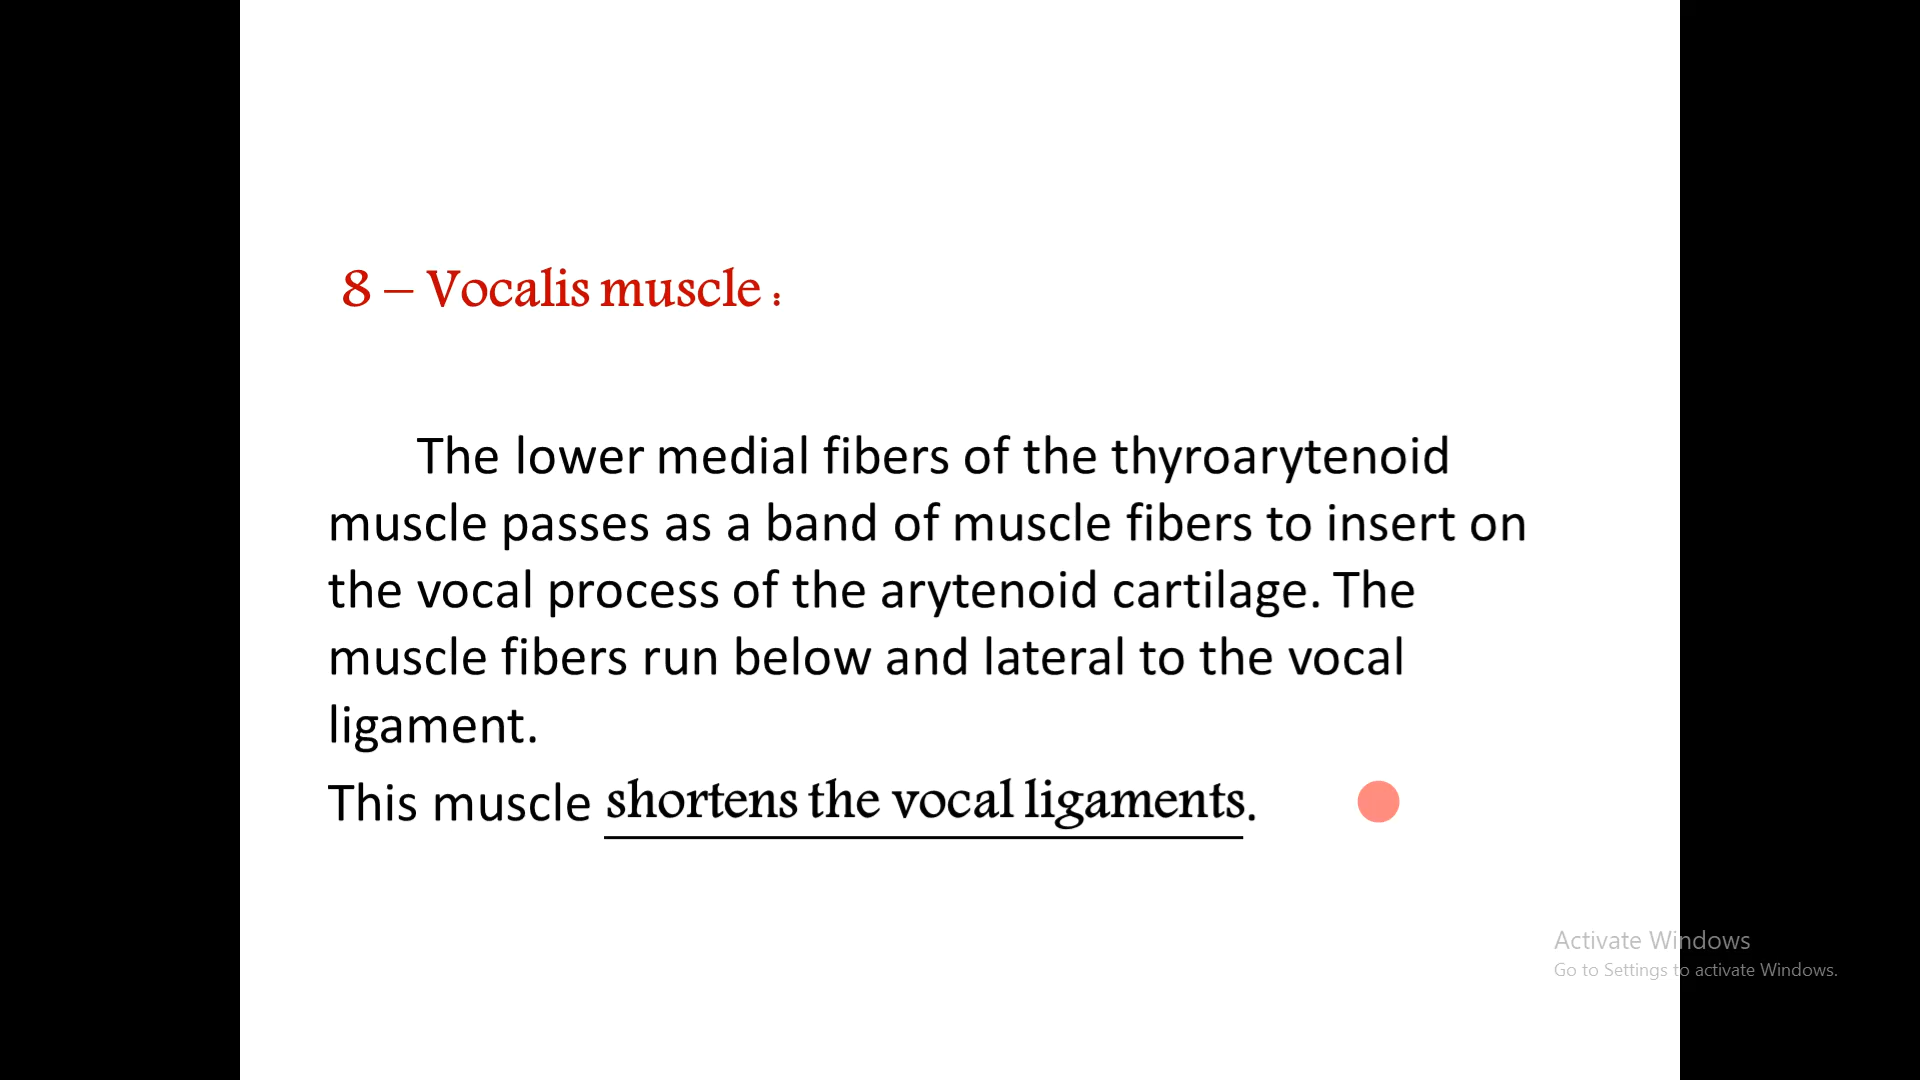 8 – Vocalis muscle :
The lower medial fibers of the thyroarytenoid
muscle passes as a band of muscle fibers to insert on
the vocal process of the arytenoid cartilage. The
muscle fibers run below and lateral to the vocal
ligament.
This muscle shortens the vocal ligaments.
Activate Windows
Go to Settings to activate Windows.